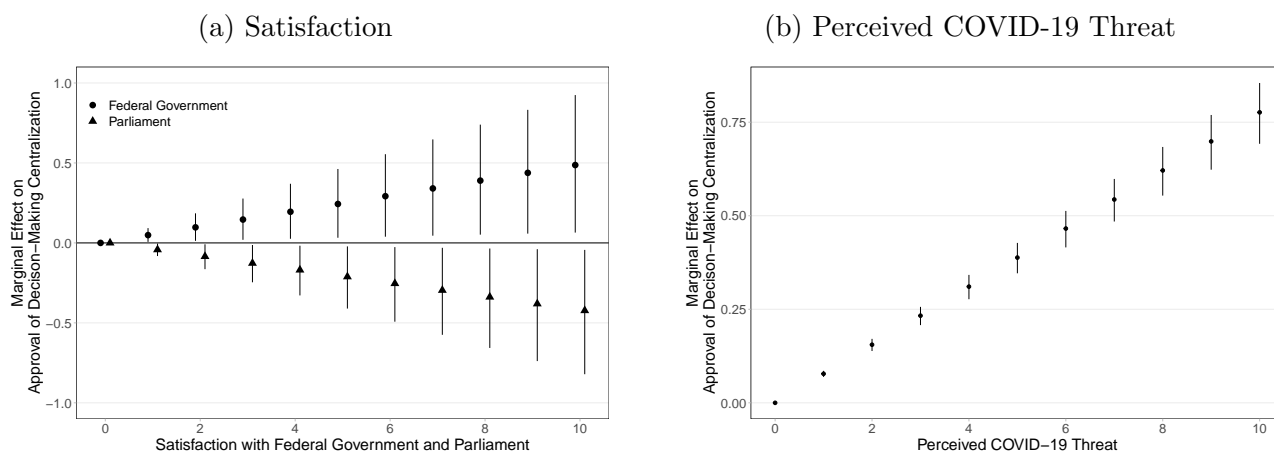 (a) Satisfaction
Marginal Effect on
Approval of Decison−Making Centralization
1.0
0.5
0.0
−0.5
−1.0
Federal Government
Parliament
0 2 4 6 8 10
Satisfaction with Federal Government and Parliament
(b) Perceived COVID-19 Threat
Marginal Effect on
Approval of Decison−Making Centralization
0.75
0.50
0.25
0.00
0 2 4 6 8 10
Perceived COVID−19 Threat